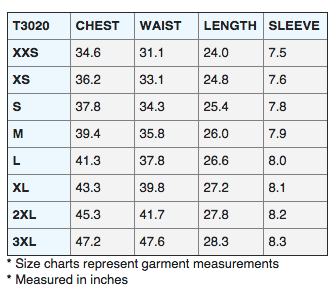 T3020 CHEST WAIST LENGTH SLEEVE
XXS 34.6 31.1 24.0 7.5
XS 36.2 33.1 24.8 7.6
S 37.8 34.3 25.4 7.8
M 39.4 35.8 26.0 7.9
L 41.3 37.8 26.6 8.0
XL 43.3 39.8 27.2 8.1
2XL 45.3 41.7 27.8 8.2
3XL 47.2 47.6 28.3 8.3
* Size charts represent garment measurements
* Measured in inches